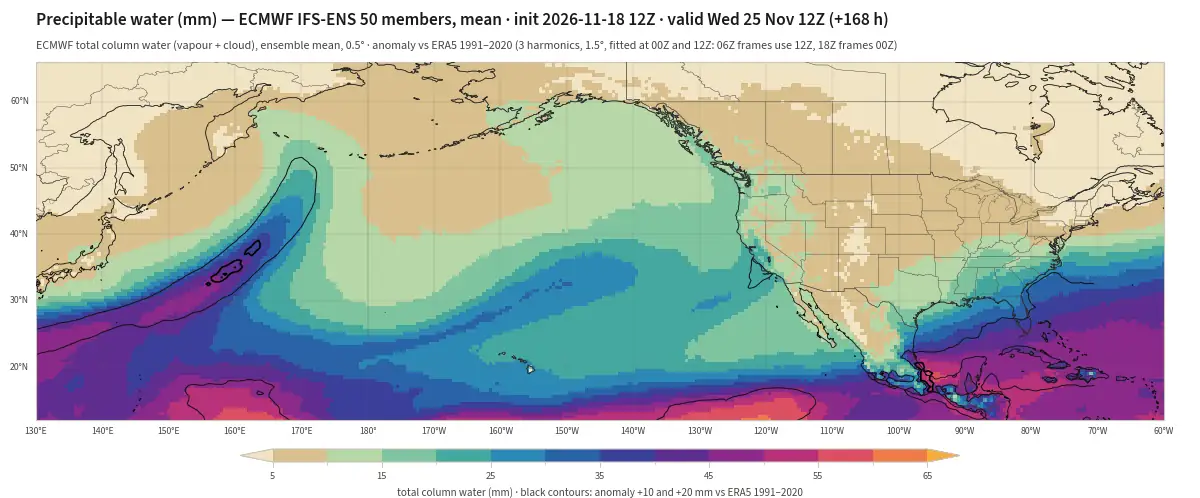 Precipitable water (mm) — ECMWF IFS-ENS 50 members, mean · init 2026-11-18 12Z · valid Wed 25 Nov 12Z (+168 h)
ECMWF total column water (vapour + cloud), ensemble mean, 0.5° · anomaly vs ERA5 1991–2020 (3 harmonics, 1.5°, fitted at 00Z and 12Z: 06Z frames use 12Z, 18Z frames 00Z)
60°N
50°N
40°N
30°N
20°N
130°E 140°E 150°E 160°E 170°E 180° 170°W 160°W 150°W 140°W 130°W 120°W 110°W 100°W 90°W 80°W 70°W 60°W
5 15 25 35 45 55 65
total column water (mm) · black contours: anomaly +10 and +20 mm vs ERA5 1991–2020